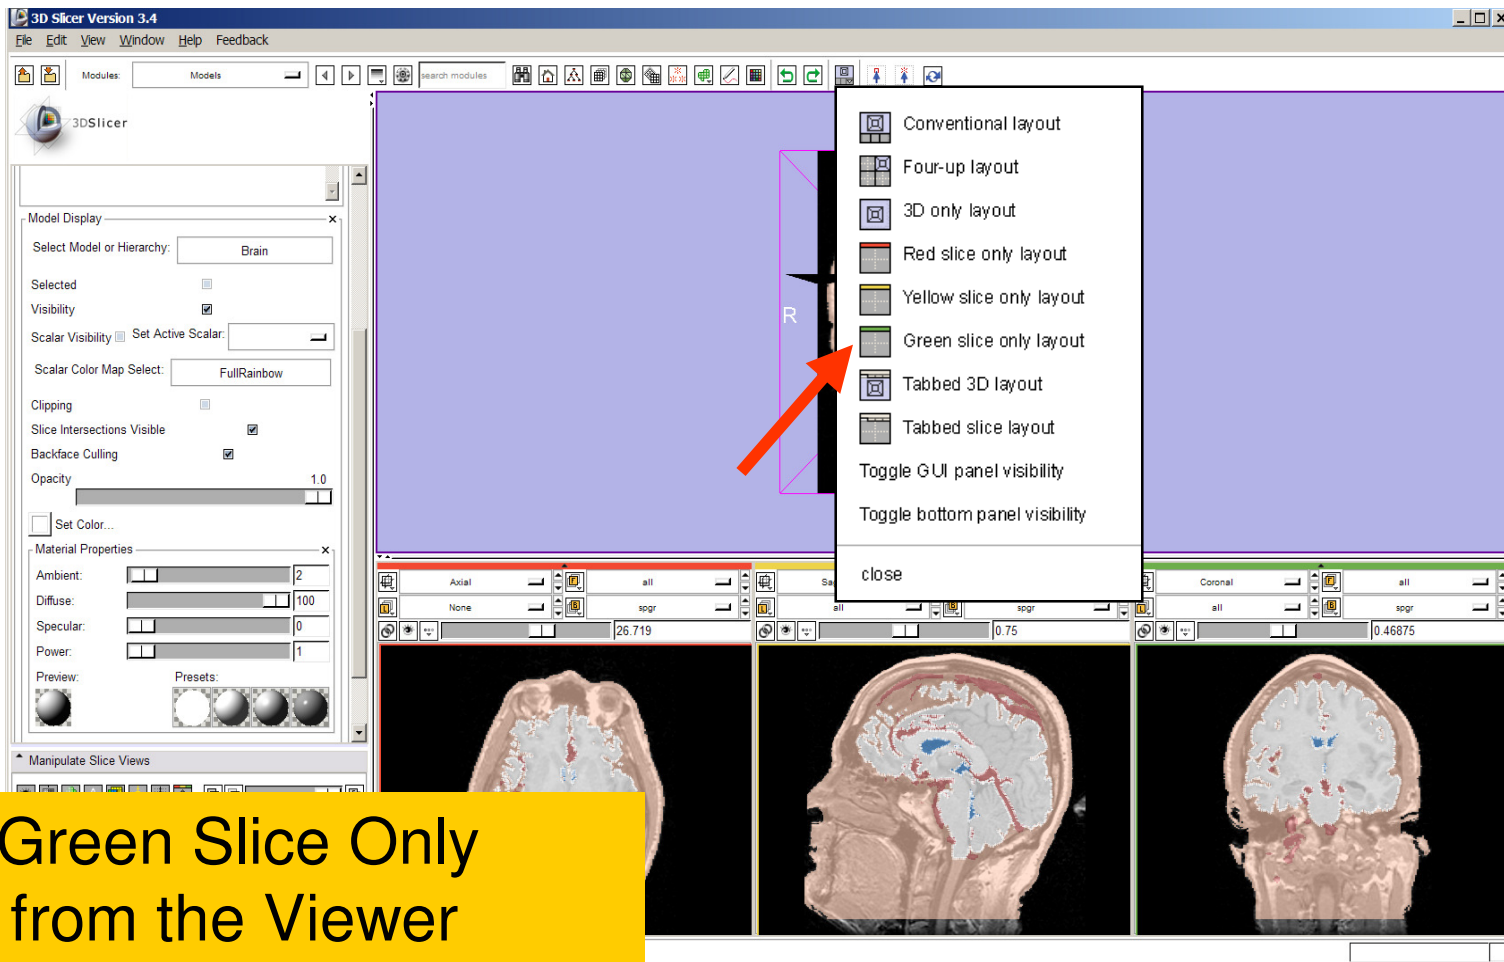 3D Slicer Version 3.4
File Edit View Window Help Feedback
Modules: Models search modules
3DSlicer
Conventional layout
Four-up layout
3D only layout
Red slice only layout
Yellow slice only layout
Green slice only layout
Tabbed 3D layout
Tabbed slice layout
Toggle GUI panel visibility
Toggle bottom panel visibility
close
R
Model Display
Select Model or Hierarchy: Brain
Selected
Visibility
Scalar Visibility Set Active Scalar:
Scalar Color Map Select: FullRainbow
Clipping
Slice Intersections Visible
Backface Culling
Opacity 1.0
Set Color...
Material Properties
Ambient: 2
Diffuse: 100
Specular: 0
Power: 1
Preview: Presets:
Manipulate Slice Views
Axial all
None spgr
26.719
all spgr
0.75
Coronal all
all spgr
0.46875
Green Slice Only
from the Viewer